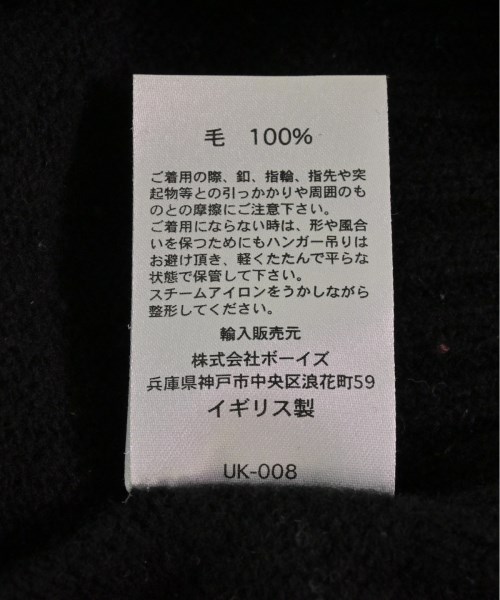 毛 100%
ご着用の際、釦、指輪、指先や突
起物等との引っかかりや周囲のも
のとの摩擦にご注意下さい。
ご着用にならない時は、形や風合
いを保つためにもハンガー吊りは
お避け頂き、軽くたたんで平らな
状態で保管して下さい。
スチームアイロンをうかしながら
整形してください。
輸入販売元
株式会社ボーイズ
兵庫県神戸市中央区浪花町59
イギリス製
UK-008